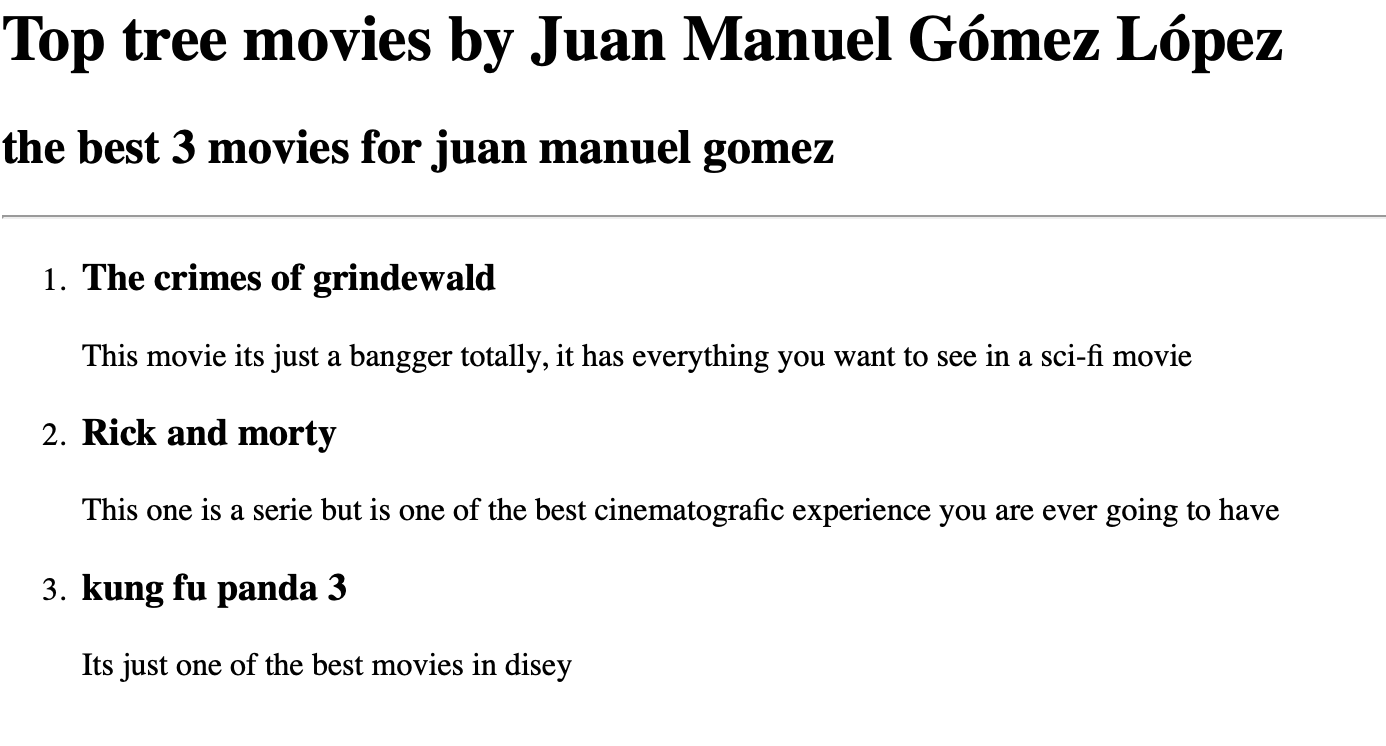 Top tree movies by Juan Manuel Gómez López
the best 3 movies for juan manuel gomez
1. The crimes of grindewald
This movie its just a bangger totally, it has everything you want to see in a sci-fi movie
2. Rick and morty
This one is a serie but is one of the best cinematografic experience you are ever going to have
3. kung fu panda 3
Its just one of the best movies in disey